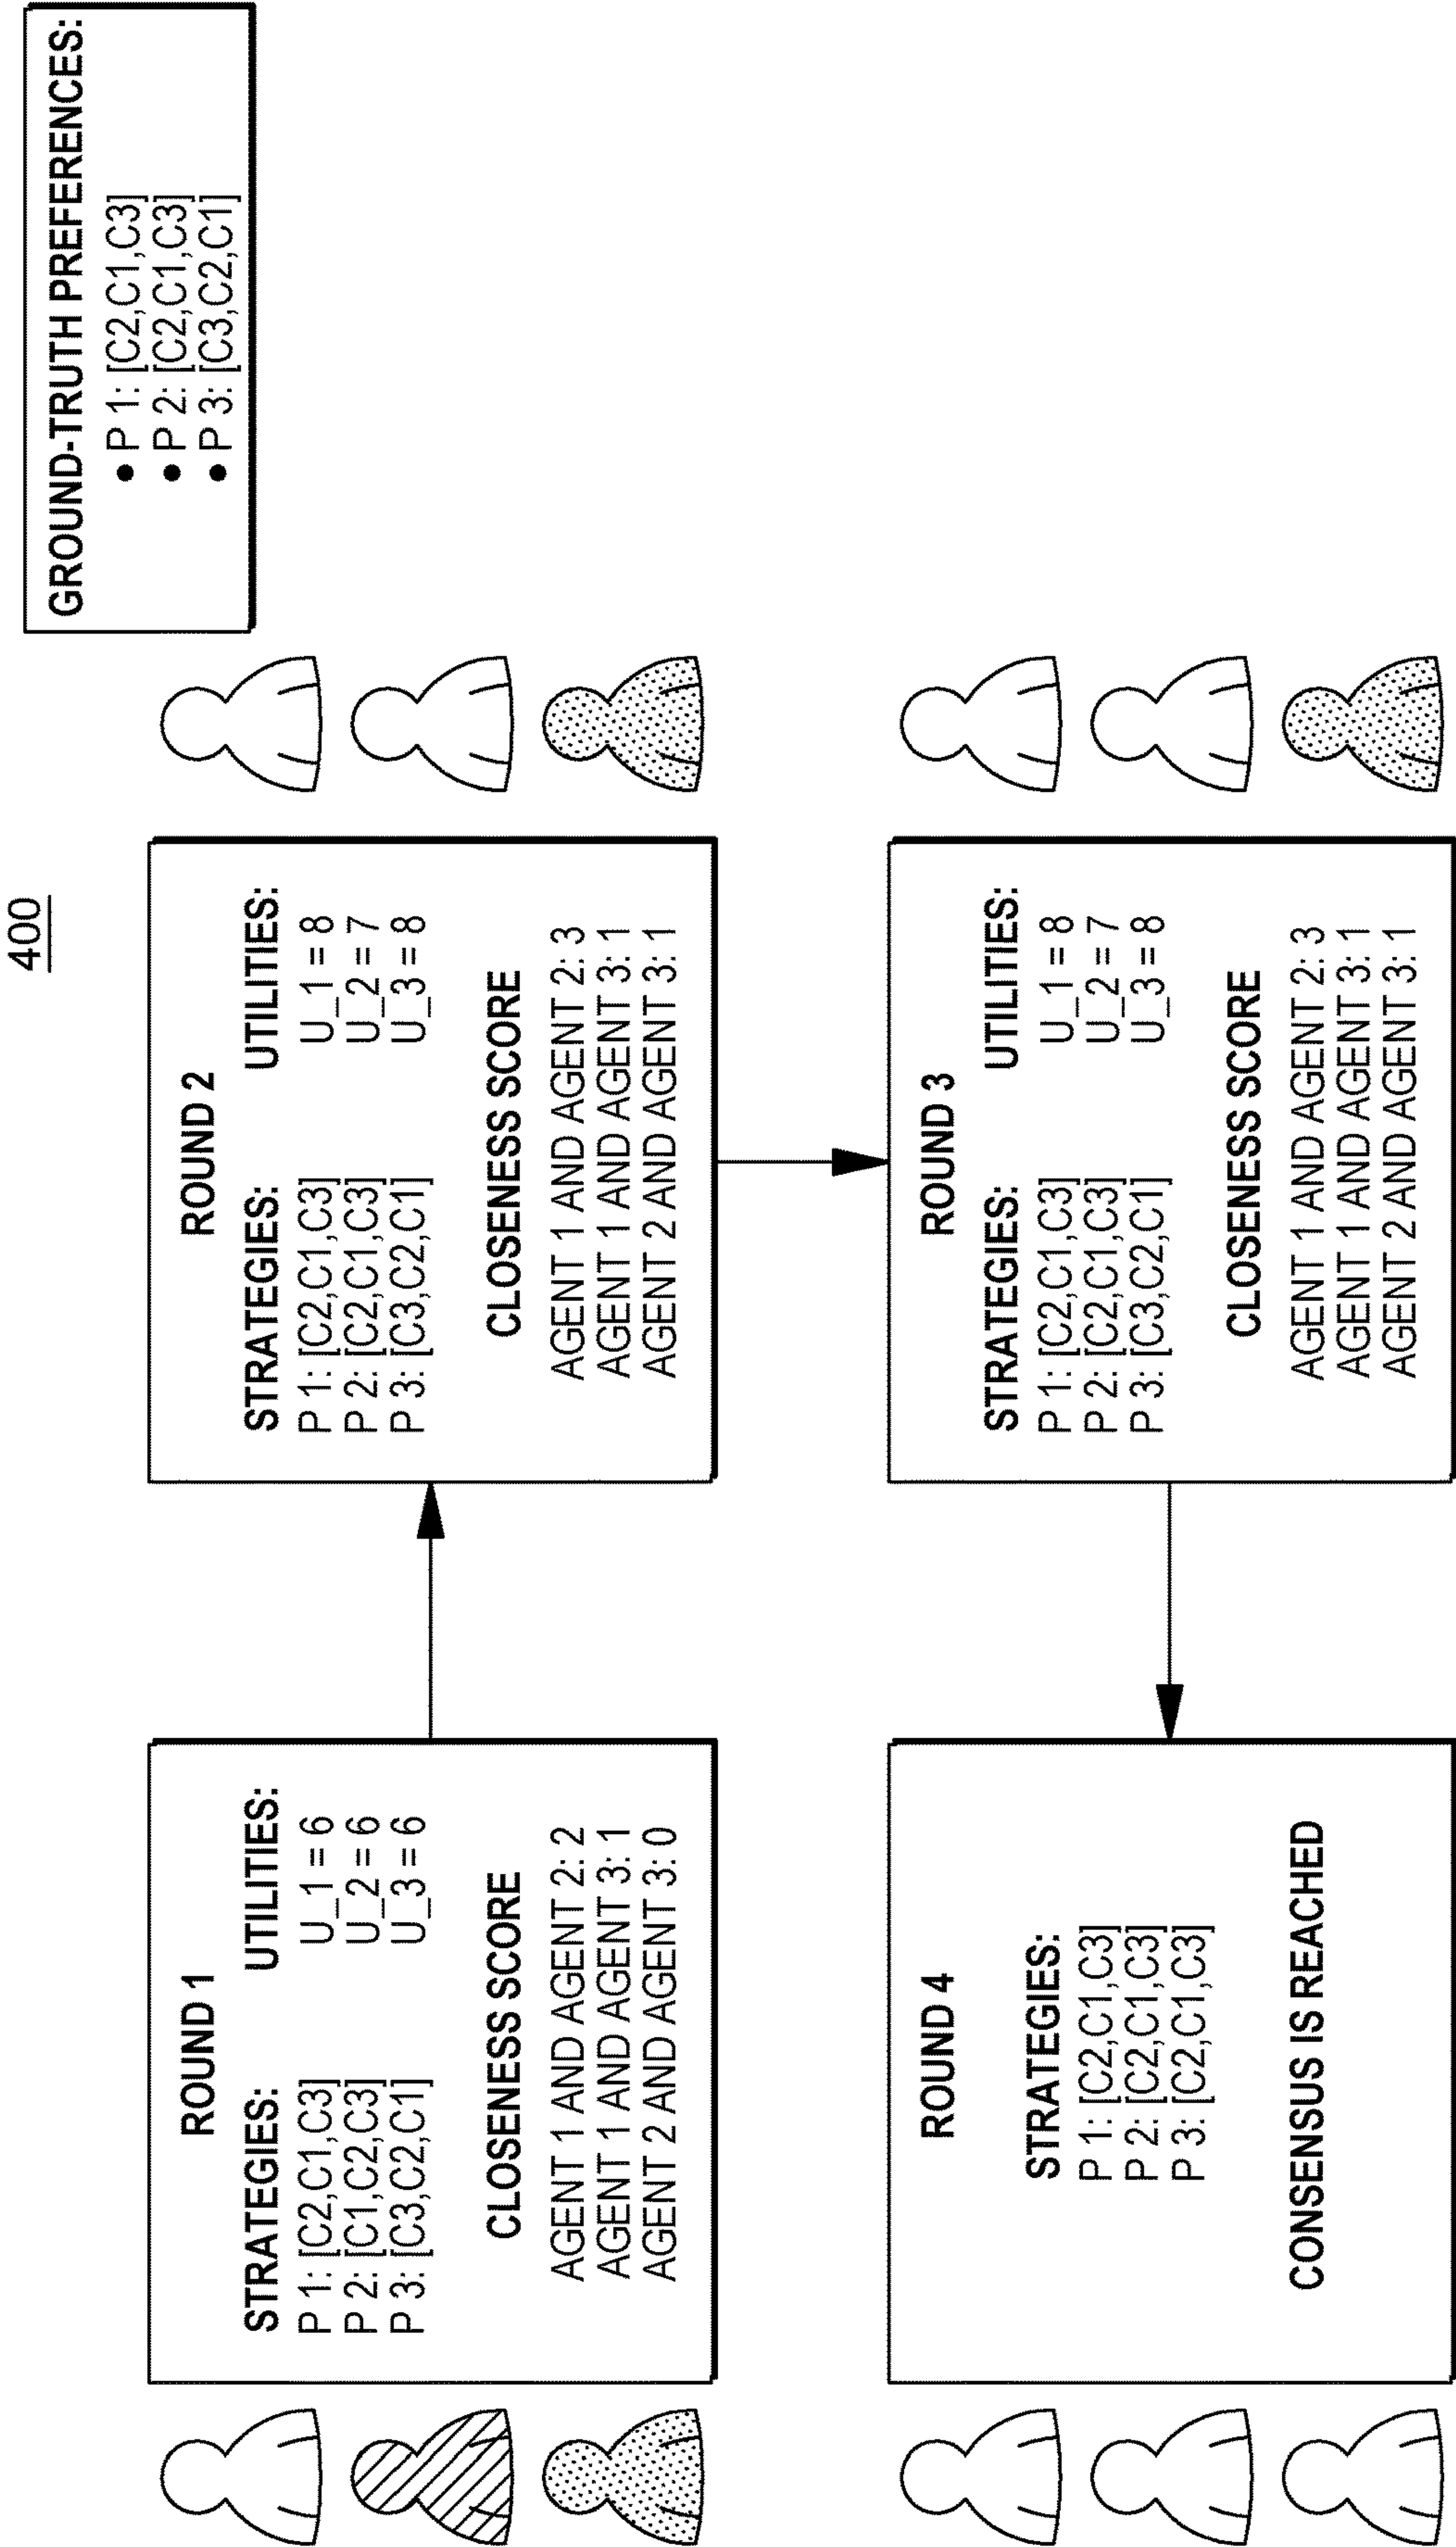 400
GROUND-TRUTH PREFERENCES:
• P 1: [C2,C1,C3]
• P 2: [C2,C1,C3]
• P 3: [C3,C2,C1]
ROUND 1
STRATEGIES: UTILITIES:
P 1: [C2,C1,C3] U_1 = 6
P 2: [C1,C2,C3] U_2 = 6
P 3: [C3,C2,C1] U_3 = 6
CLOSENESS SCORE
AGENT 1 AND AGENT 2: 2
AGENT 1 AND AGENT 3: 1
AGENT 2 AND AGENT 3: 0
ROUND 2
STRATEGIES: UTILITIES:
P 1: [C2,C1,C3] U_1 = 8
P 2: [C2,C1,C3] U_2 = 7
P 3: [C3,C2,C1] U_3 = 8
CLOSENESS SCORE
AGENT 1 AND AGENT 2: 3
AGENT 1 AND AGENT 3: 1
AGENT 2 AND AGENT 3: 1
ROUND 3
STRATEGIES: UTILITIES:
P 1: [C2,C1,C3] U_1 = 8
P 2: [C2,C1,C3] U_2 = 7
P 3: [C3,C2,C1] U_3 = 8
CLOSENESS SCORE
AGENT 1 AND AGENT 2: 3
AGENT 1 AND AGENT 3: 1
AGENT 2 AND AGENT 3: 1
ROUND 4
STRATEGIES:
P 1: [C2,C1,C3]
P 2: [C2,C1,C3]
P 3: [C2,C1,C3]
CONSENSUS IS REACHED